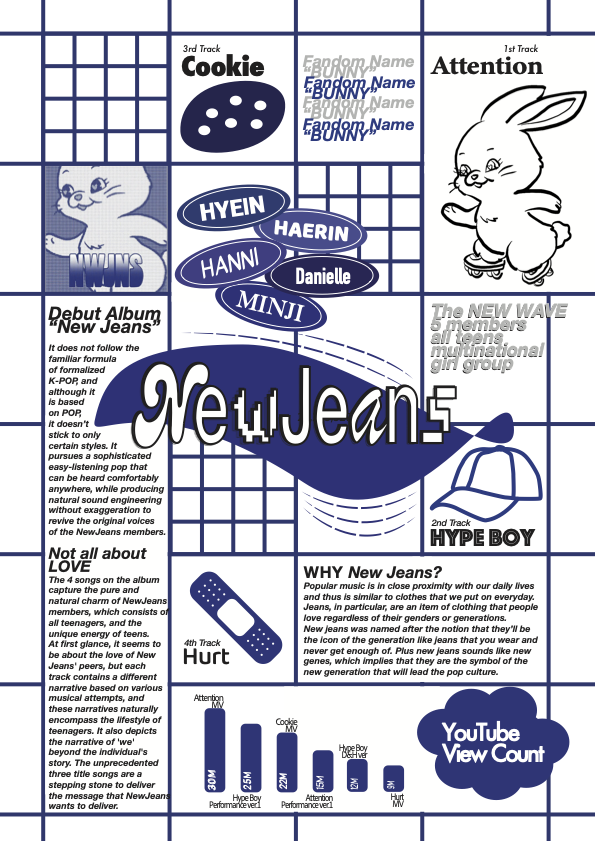 3rd Track
Cookie
Fandom Name
“BUNNY”
Fandom Name
“BUNNY”
Fandom Name
“BUNNY”
Fandom Name
“BUNNY”
1st Track
Attention
NWJNS
HYEIN
HAERIN
HANNI
Danielle
MINJI
Debut Album
“New Jeans”
It does not follow the
familiar formula
of formalized
K-POP, and
although it
is based
on POP,
it doesn't
stick to only
certain styles. It
pursues a sophisticated
easy-listening pop that
can be heard comfortably
anywhere, while producing
natural sound engineering
without exaggeration to
revive the original voices
of the NewJeans members.
The NEW WAVE
5 members
all teens
multinational
girl group
NewJeans
2nd Track
HYPE BOY
Not all about
LOVE
The 4 songs on the album
capture the pure and
natural charm of NewJeans
members, which consists of
all teenagers, and the
unique energy of teens.
At first glance, it seems to
be about the love of New
Jeans' peers, but each
track contains a different
narrative based on various
musical attempts, and
these narratives naturally
encompass the lifestyle of
teenagers. It also depicts
the narrative of 'we'
beyond the individual's
story. The unprecedented
three title songs are a
stepping stone to deliver
the message that NewJeans
wants to deliver.
4th Track
Hurt
WHY New Jeans?
Popular music is in close proximity with our daily lives
and thus is similar to clothes that we put on everyday.
Jeans, in particular, are an item of clothing that people
love regardless of their genders or generations.
New jeans was named after the notion that they'll be
the icon of the generation like jeans that you wear and
never get enough of. Plus new jeans sounds like new
genes, which implies that they are the symbol of the
new generation that will lead the pop culture.
Attention
MV
30M
25M
Hype Boy
Performance ver.1
Cookie
MV
22M
15M
Attention
Performance ver.1
Hype Boy
D&H ver
12M
9M
Hurt
MV
YouTube
View Count